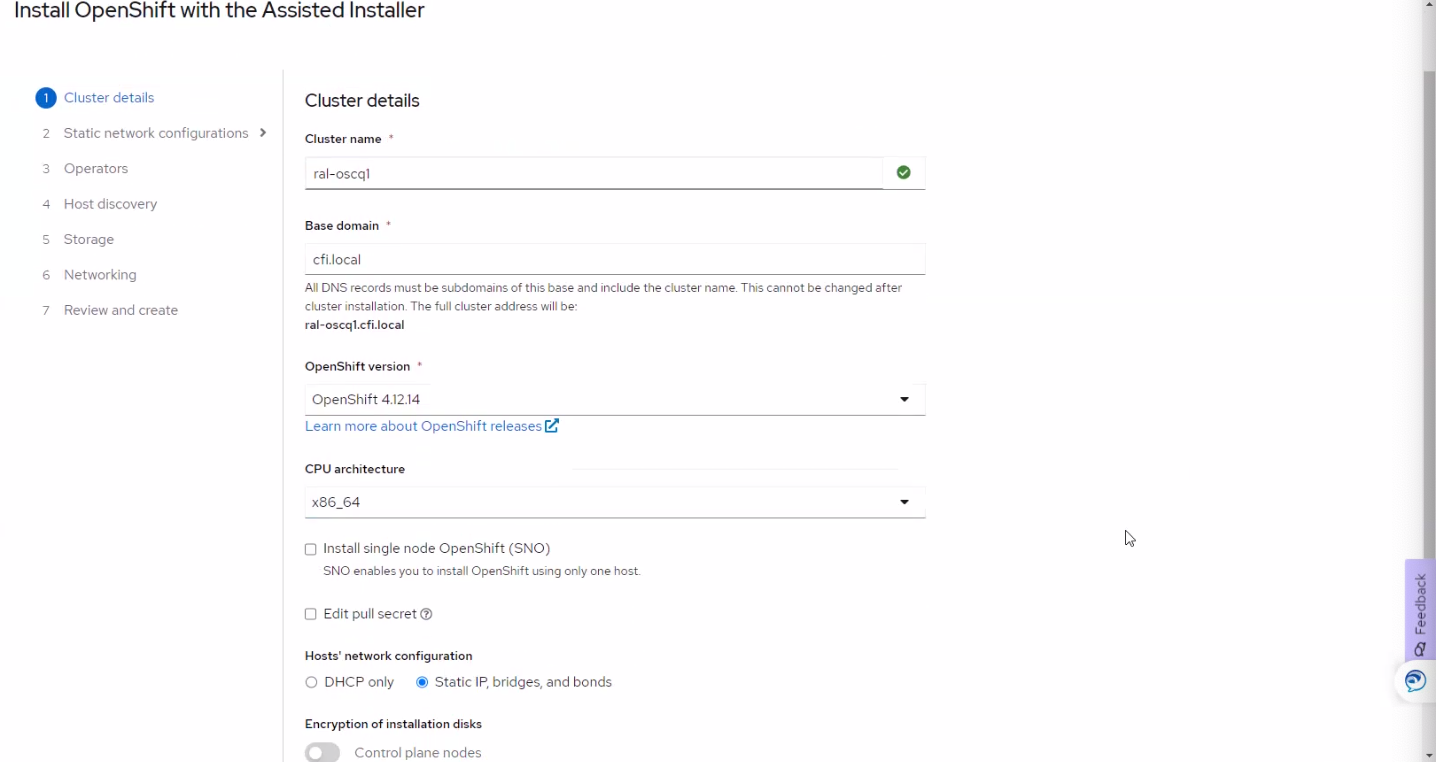 Install OpenShift with the Assisted Installer
1 Cluster details
2 Static network configurations
3 Operators
4 Host discovery
5 Storage
6 Networking
7 Review and create
Cluster details
Cluster name *
ral-oscq1
Base domain *
cfi.local
All DNS records must be subdomains of this base and include the cluster name. This cannot be changed after
cluster installation. The full cluster address will be:
ral-oscq1.cfi.local
OpenShift version *
OpenShift 4.12.14
Learn more about OpenShift releases
CPU architecture
x86_64
Install single node OpenShift (SNO)
SNO enables you to install OpenShift using only one host.
Edit pull secret
Hosts' network configuration
DHCP only Static IP, bridges, and bonds
Encryption of installation disks
Control plane nodes
Feedback